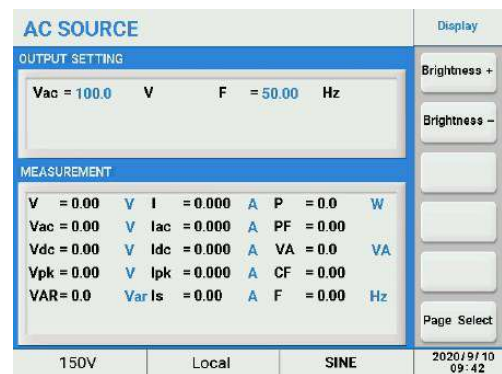 AC SOURCE
Display
OUTPUT SETTING
Vac = 100.0 V F = 50.00 Hz
Brightness +
Brightness –
MEASUREMENT
V = 0.00 V I = 0.000 A P = 0.0 W
Vac = 0.00 V Iac = 0.000 A PF = 0.00
Vdc = 0.00 V Idc = 0.000 A VA = 0.0 VA
Vpk = 0.00 V Ipk = 0.000 A CF = 0.00
VAR= 0.0 Var Is = 0.00 A F = 0.00 Hz
Page Select
150V Local SINE
2020/9/10
09:42